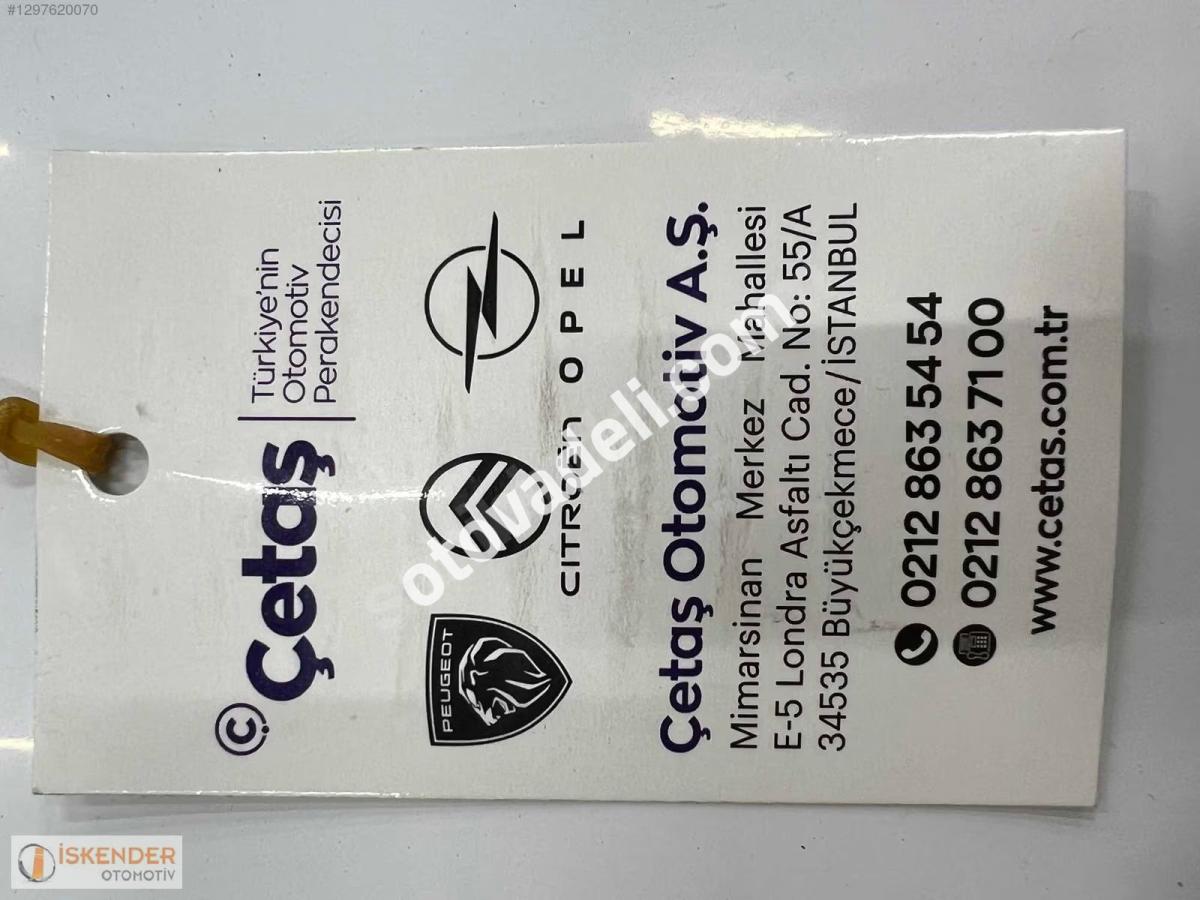 #1297620070
Çetaş
Türkiye'nin
Otomotiv
Perakendecisi
PEUGEOT
CITROËN
OPEL
Çetaş Otomotiv A.Ş.
Mimarsinan Merkez Mahallesi
E-5 Londra Asfaltı Cad. No: 55/A
34535 Büyükçekmece/İSTANBUL
0212 863 54 54
0212 863 71 00
www.cetas.com.tr
otovadeli.com
İSKENDER
OTOMOTİV